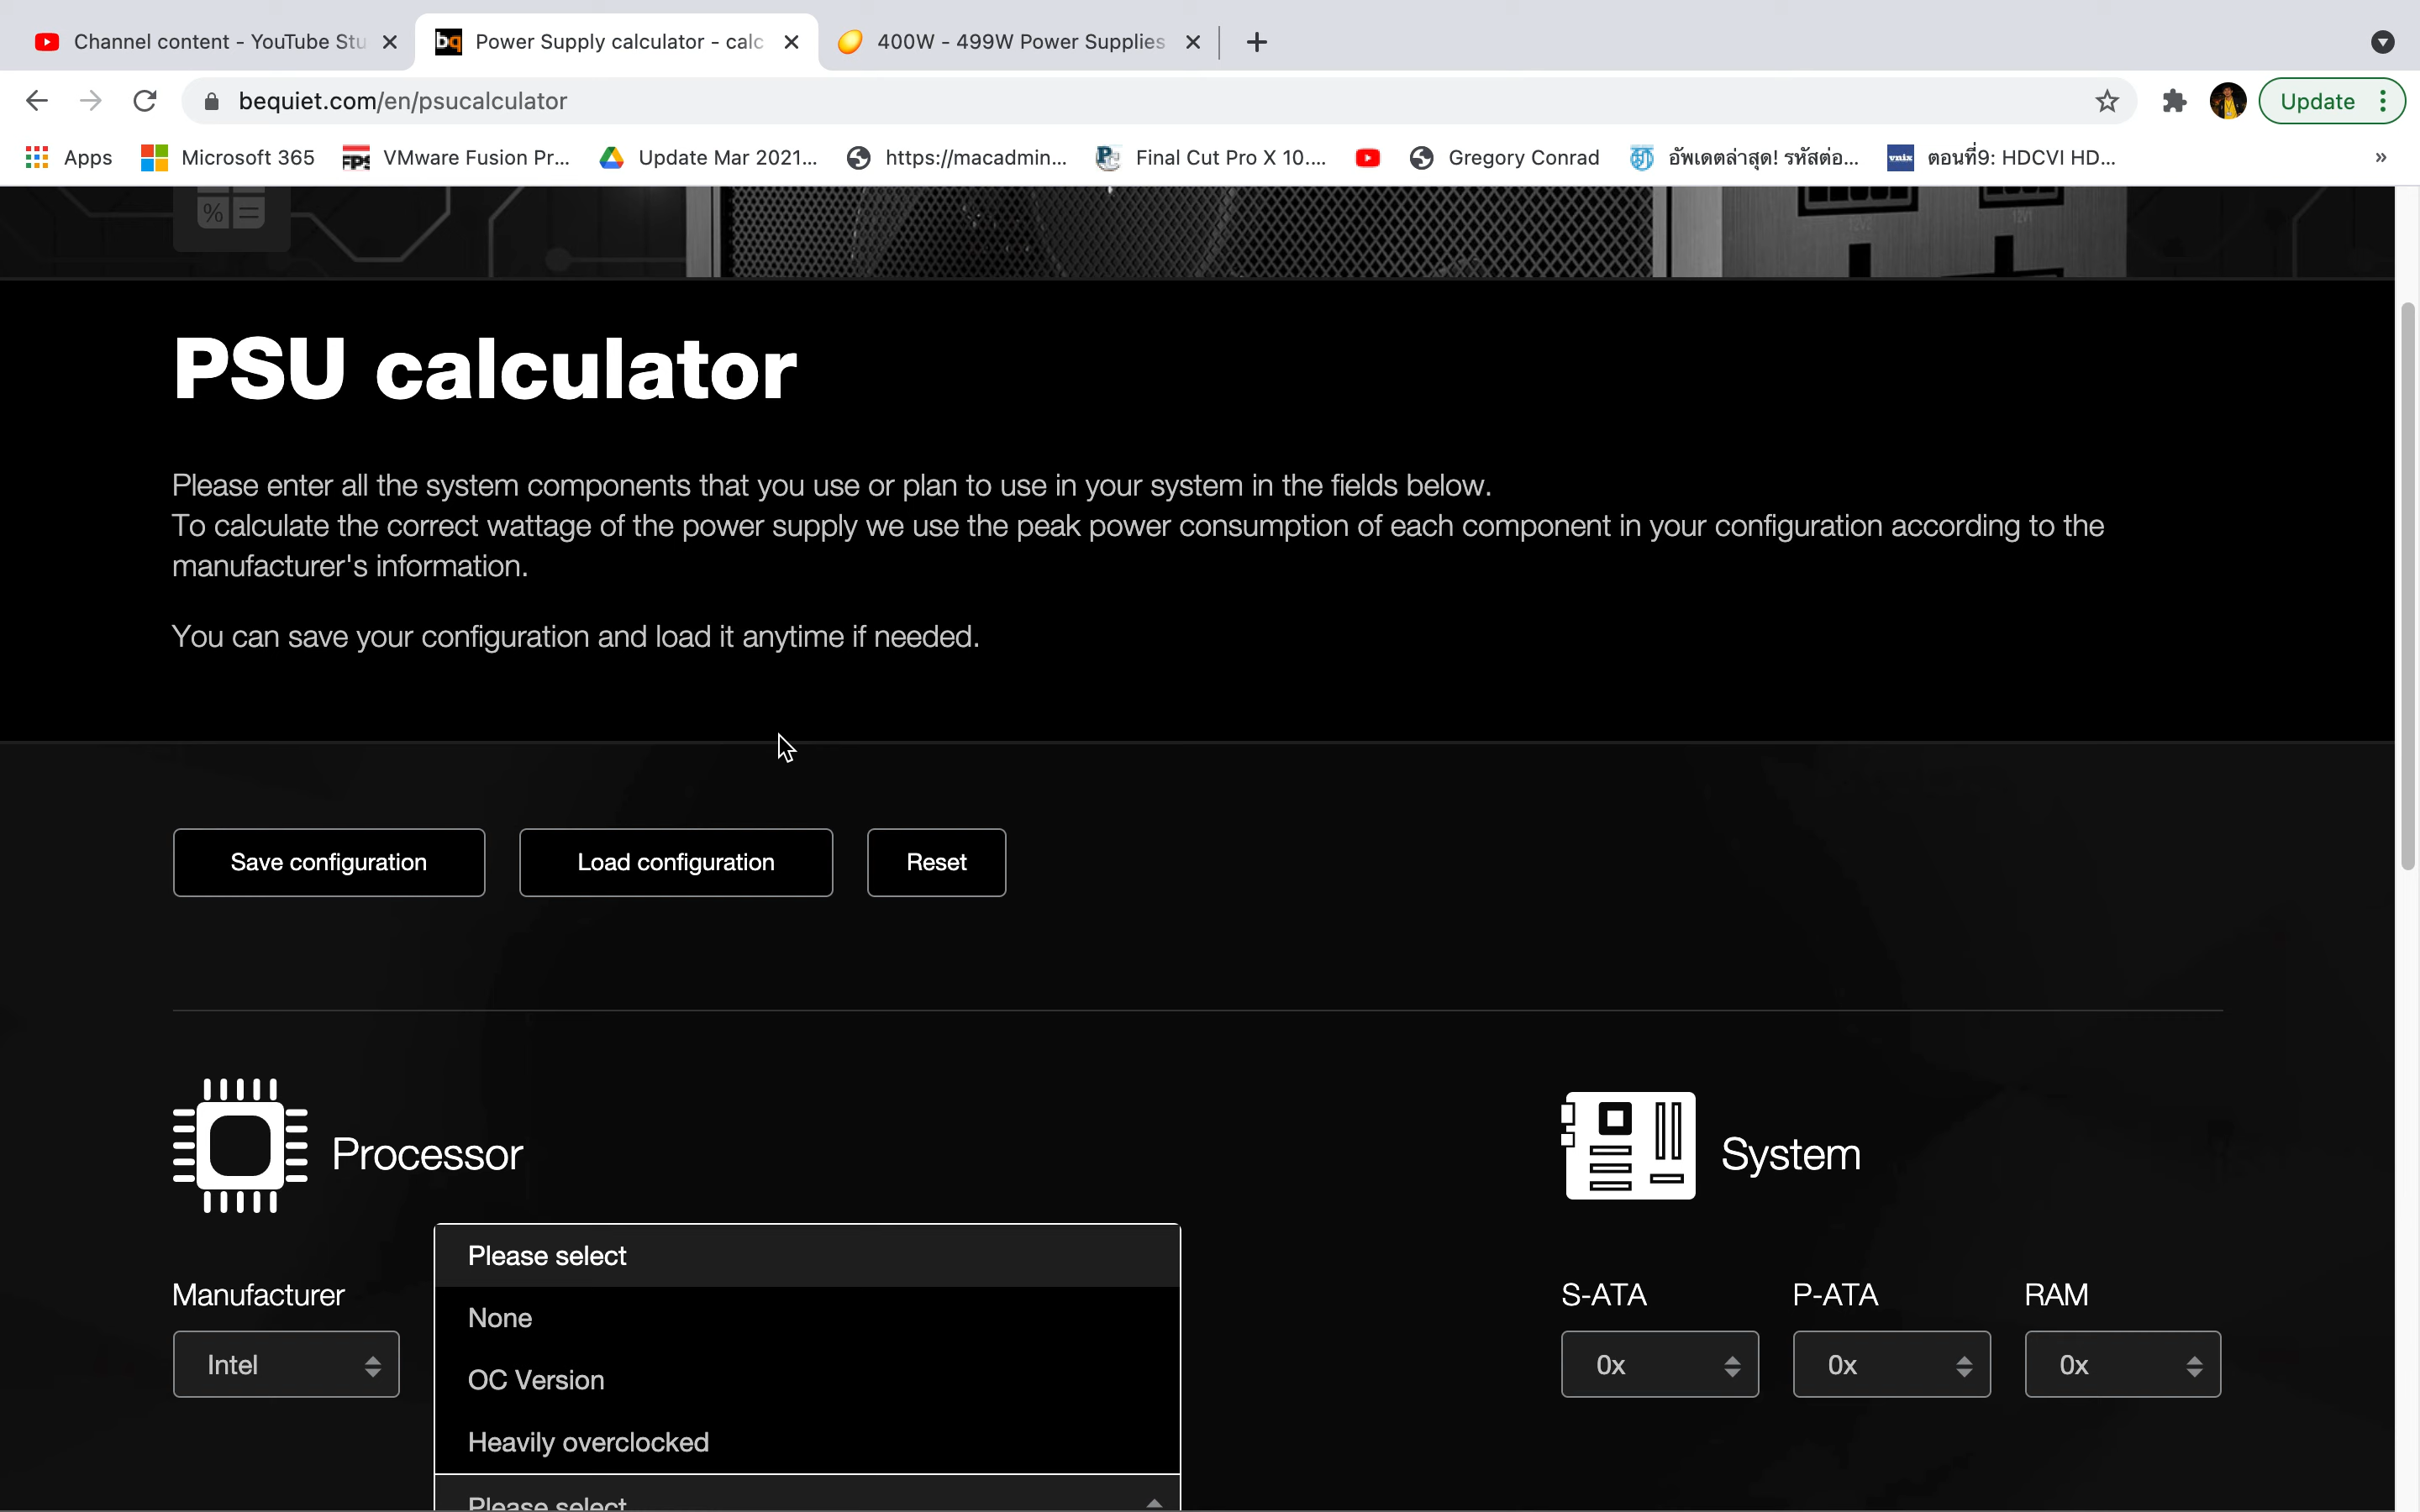 Channel content - YouTube Stu
bq
Power Supply calculator - calc
400W - 499W Power Supplies
bequiet.com/en/psucalculator
Update
Apps
Microsoft 365
FPS
VMware Fusion Pr...
Update Mar 2021...
https://macadmin...
Final Cut Pro X 10....
Gregory Conrad
อัพเดตล่าสุด! รหัสต่อ...
vnix
ตอนที่9: HDCVI HD...
»
PSU calculator
Please enter all the system components that you use or plan to use in your system in the fields below.
To calculate the correct wattage of the power supply we use the peak power consumption of each component in your configuration according to the
manufacturer's information.
You can save your configuration and load it anytime if needed.
Save configuration
Load configuration
Reset
Processor
System
Please select
None
OC Version
Heavily overclocked
Please select
Manufacturer
Intel
S-ATA
P-ATA
RAM
0x
0x
0x